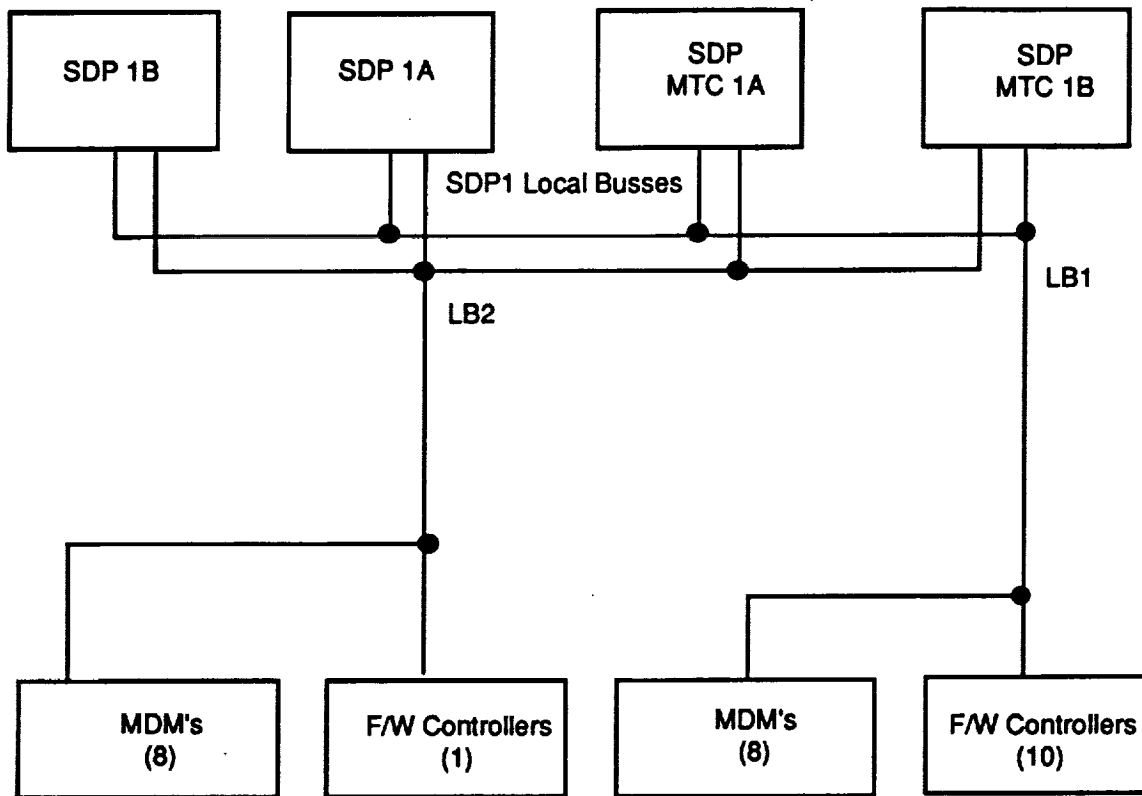 SDP 1B
SDP 1A
SDP
MTC 1A
SDP
MTC 1B
SDP1 Local Busses
LB1
LB2
MDM's
(8)
F/W Controllers
(1)
MDM's
(8)
F/W Controllers
(10)